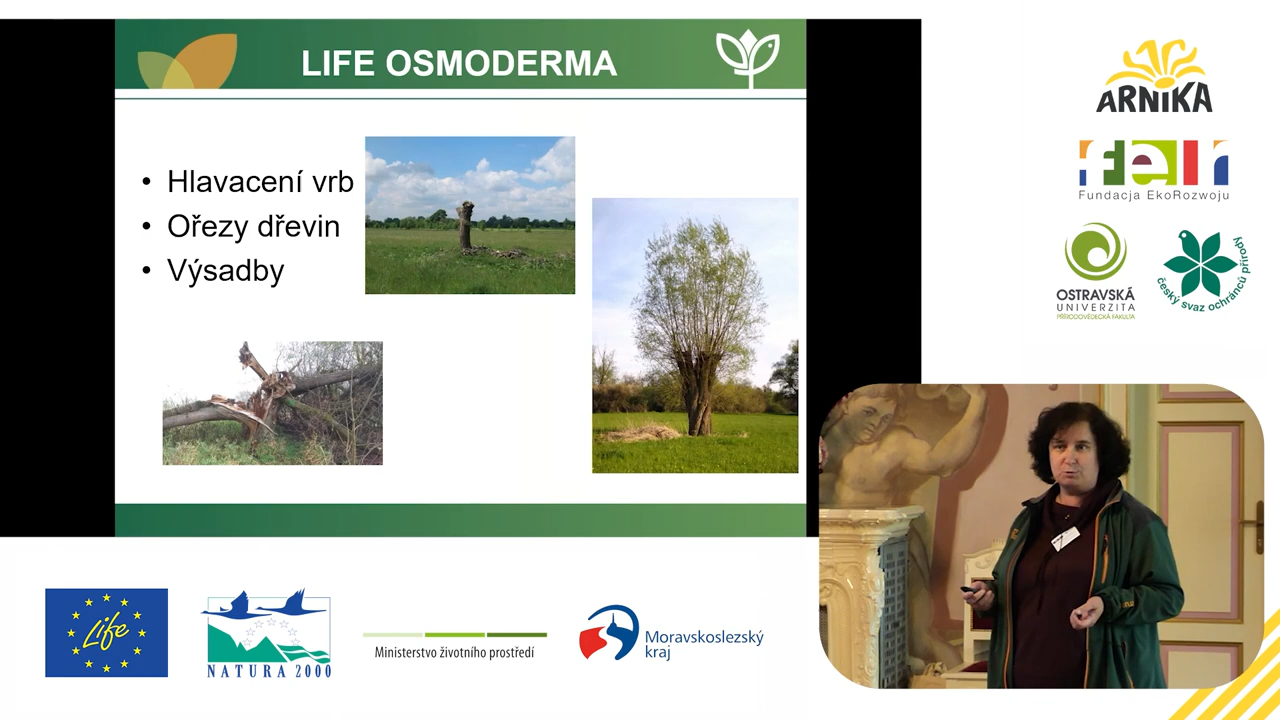 LIFE OSMODERMA
• Hlavacení vrb
• Ořezy dřevin
• Výsadby
ARNIKA
feli
Fundacja EkoRozwoju
OSTRAVSKÁ
UNIVERZITA
PŘÍRODOVĚDECKÁ FAKULTA
český svaz ochránců přírody
Life
NATURA 2000
Ministerstvo životního prostředí
Moravskoslezský
kraj